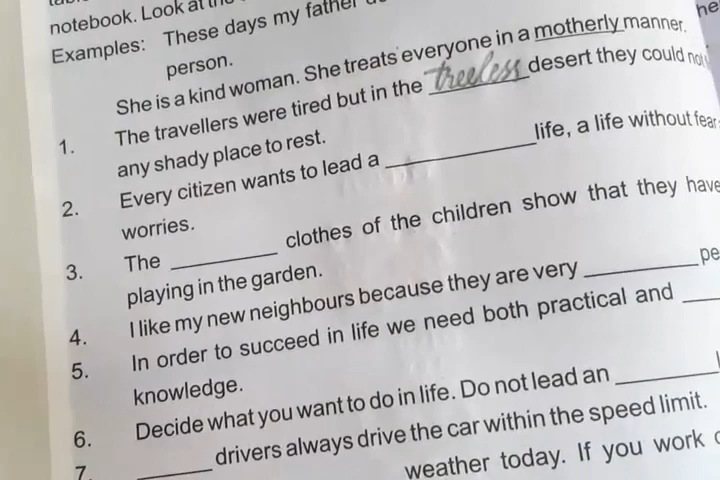 notebook. Look at the
Examples: These days my father
person.
She is a kind woman. She treats everyone in a motherly manner.
1. The travellers were tired but in the treeless desert they could not
any shady place to rest.
2. Every citizen wants to lead a __________ life, a life without fear
worries.
3. The __________ clothes of the children show that they have
playing in the garden.
4. I like my new neighbours because they are very __________ pe
5. In order to succeed in life we need both practical and ____
knowledge.
6. Decide what you want to do in life. Do not lead an __________
7. ________ drivers always drive the car within the speed limit.
weather today. If you work